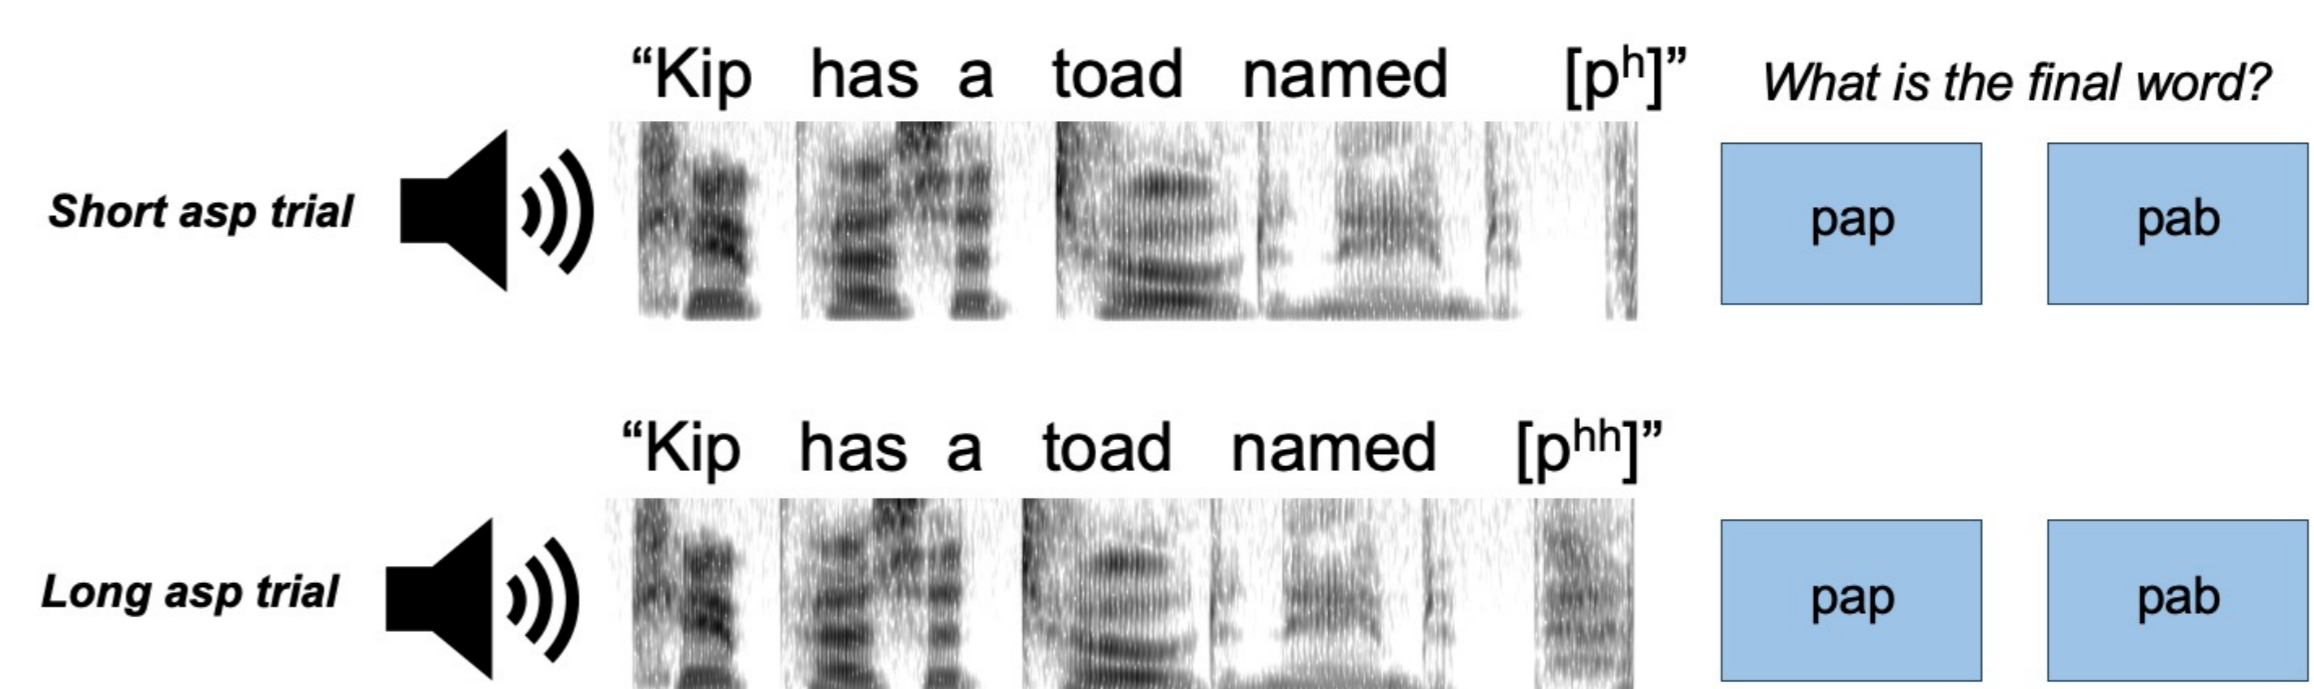 “Kip has a toad named [pʰ]”
What is the final word?
Short asp trial
pap
pab
“Kip has a toad named [pʰʰ]”
Long asp trial
pap
pab